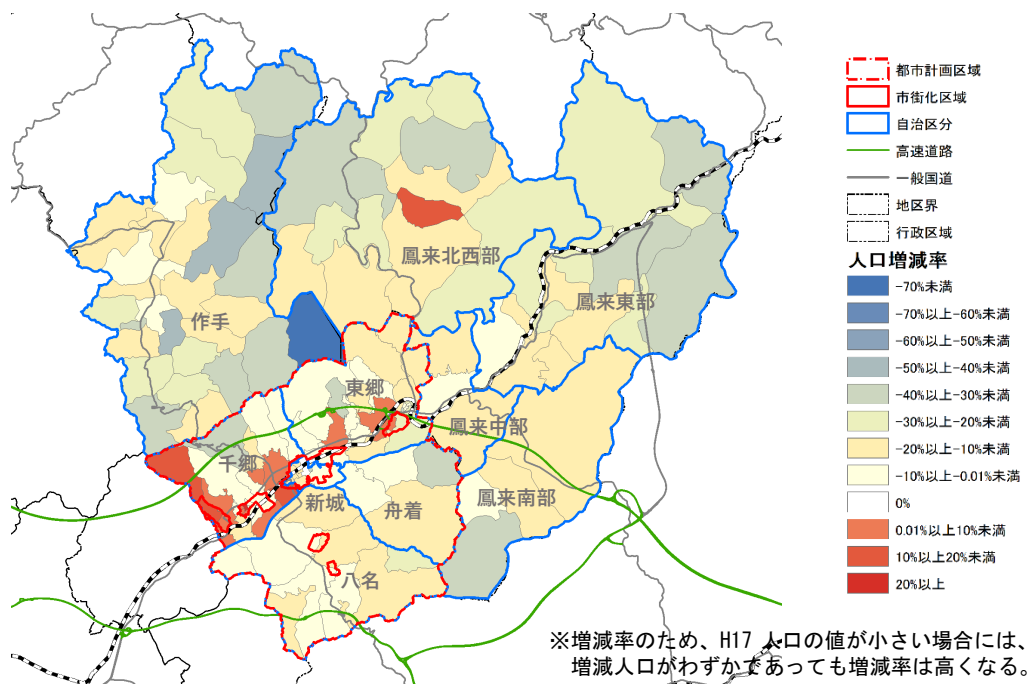 都市計画区域
市街化区域
自治区分
高速道路
一般国道
地区界
行政区域
人口増減率
-70%未満
-70%以上-60%未満
-60%以上-50%未満
-50%以上-40%未満
-40%以上-30%未満
-30%以上-20%未満
-20%以上-10%未満
-10%以上-0.01%未満
0%
0.01%以上10%未満
10%以上20%未満
20%以上
鳳来北西部
鳳来東部
作手
東郷
鳳来中部
千郷
新城
舟着
鳳来南部
八名
※増減率のため、H17 人口の値が小さい場合には、
増減人口がわずかであっても増減率は高くなる。